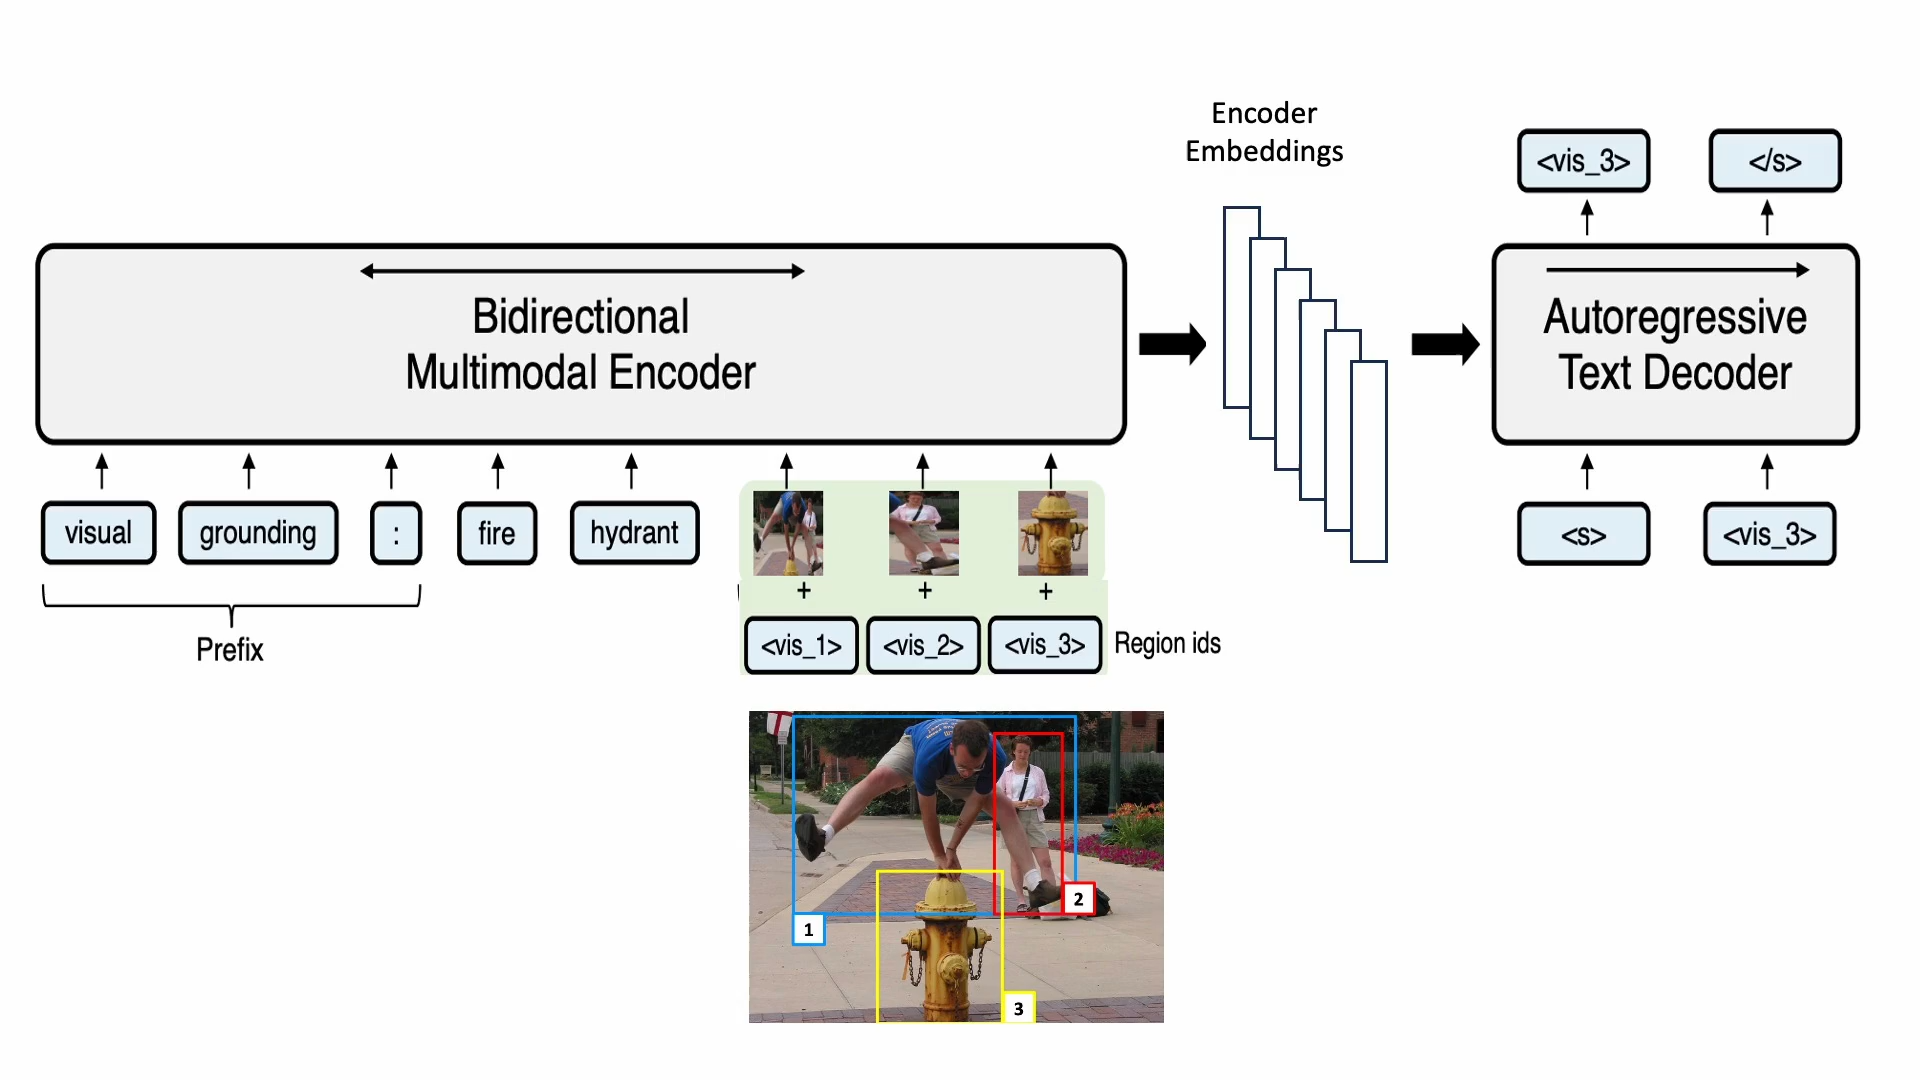 Encoder
Embeddings
<vis_3>
</s>
Bidirectional
Multimodal Encoder
Autoregressive
Text Decoder
visual
grounding
:
fire
hydrant
<s>
<vis_3>
+
+
+
Prefix
<vis_1>
<vis_2>
<vis_3>
Region ids
1
2
3